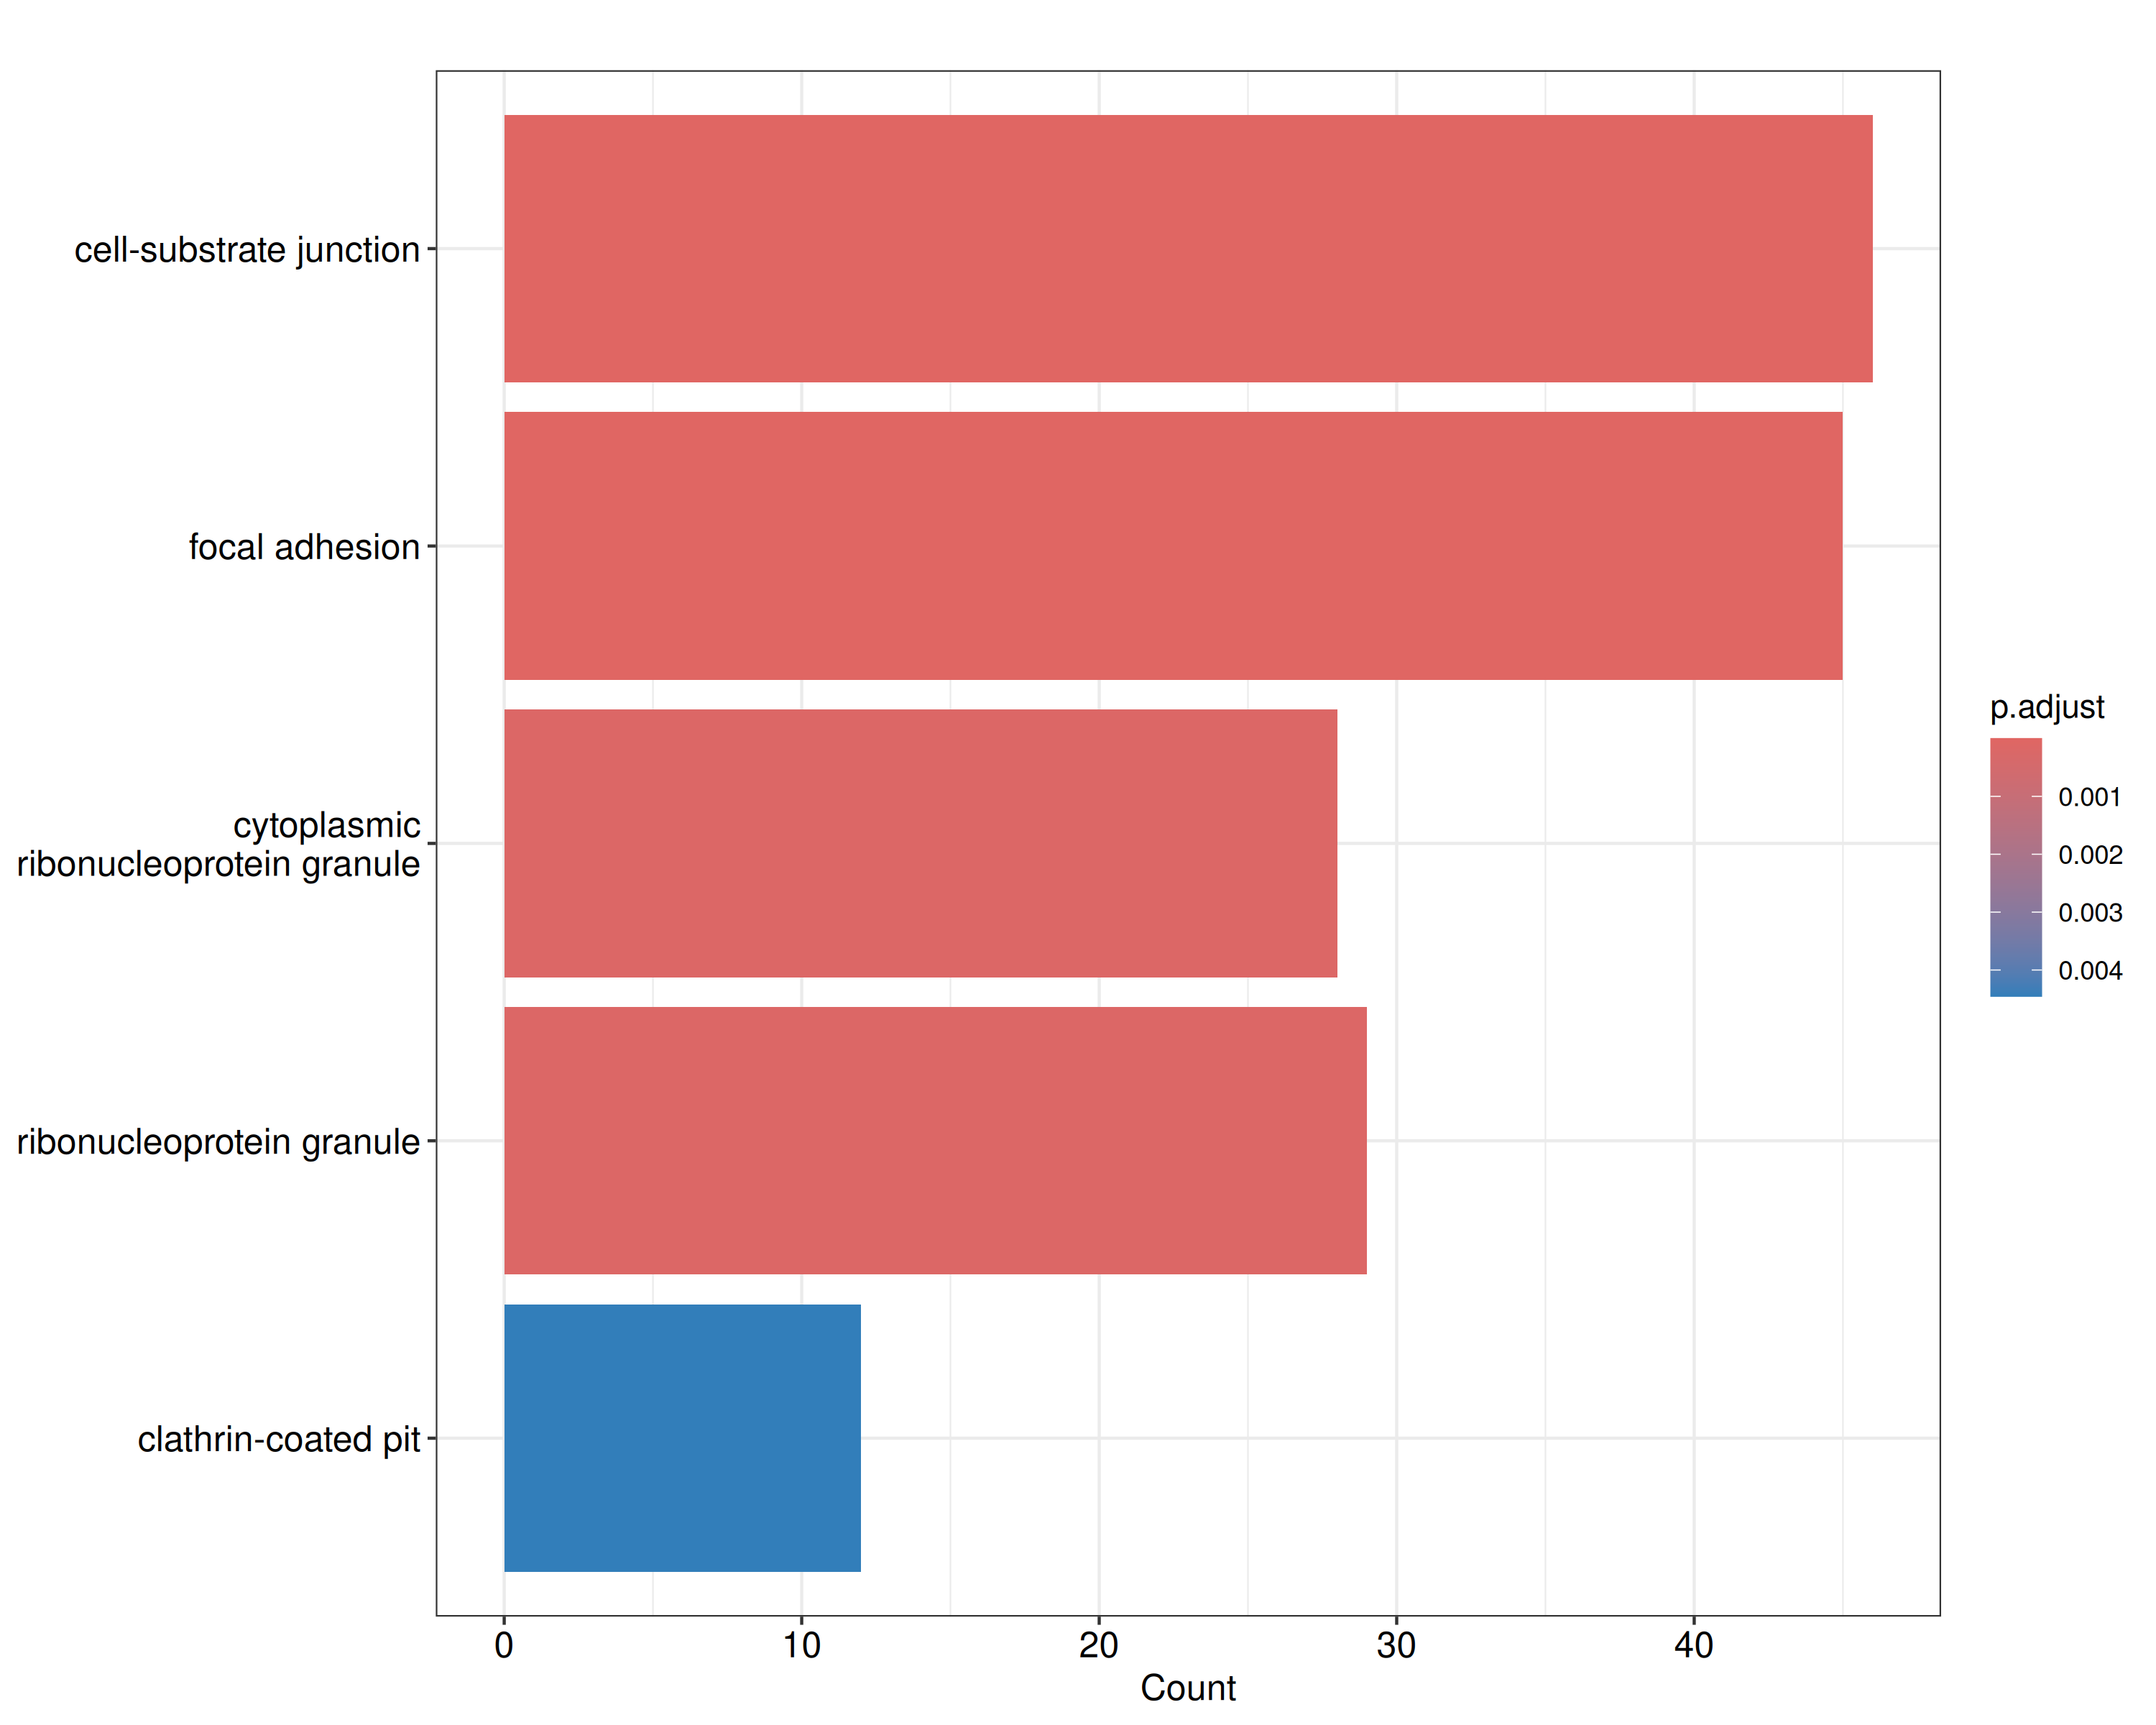 cell-substrate junction
focal adhesion
cytoplasmic
ribonucleoprotein granule
ribonucleoprotein granule
clathrin-coated pit
0 10 20 30 40
Count
p.adjust
0.001
0.002
0.003
0.004